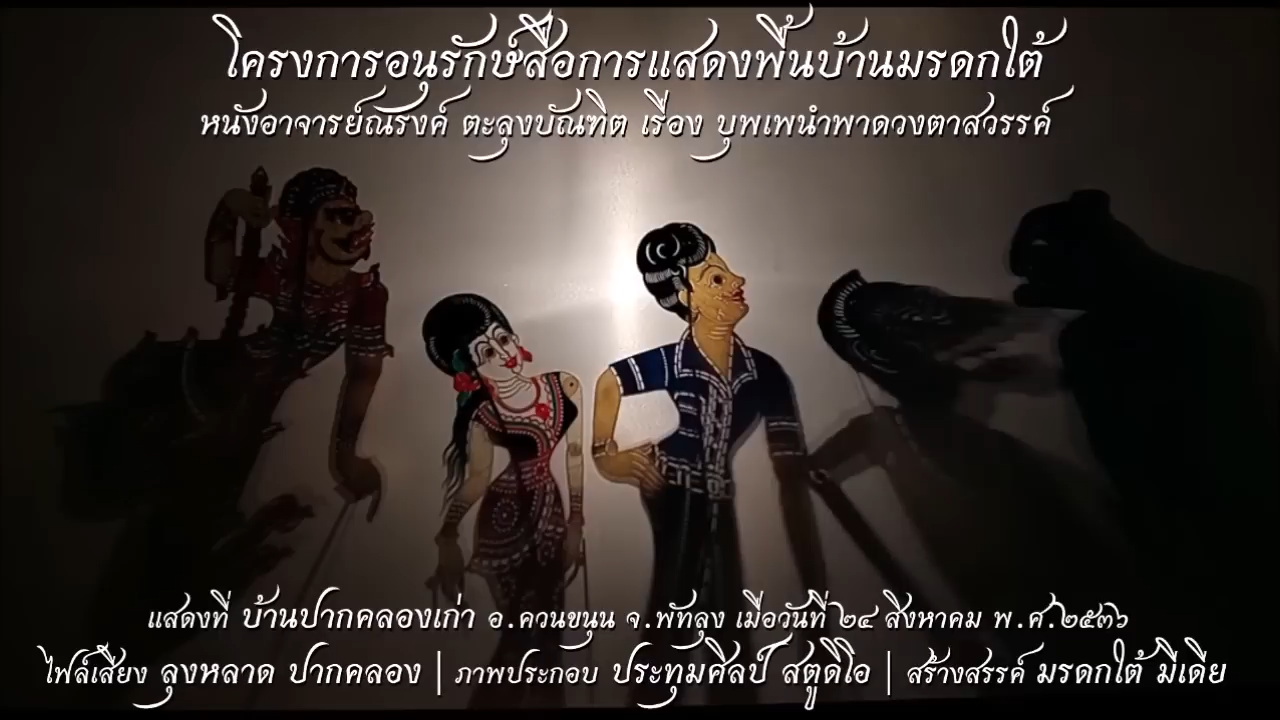 โครงการอนุรักษ์สื่อการแสดงพื้นบ้านมรดกใต้
หนังอาจารย์ณรงค์ ตะลุงบัณฑิต เรื่อง บุพเพนำพาดวงตาสวรรค์
แสดงที่ บ้านปากคลองเก่า อ.ควนขนุน จ.พัทลุง เมื่อวันที่ ๒๔ สิงหาคม พ.ศ.๒๕๓๖
ไฟล์เสียง ลุงหลาด ปากคลอง | ภาพประกอบ ประทุมศิลป์ สตูดิโอ | สร้างสรรค์ มรดกใต้ มีเดีย